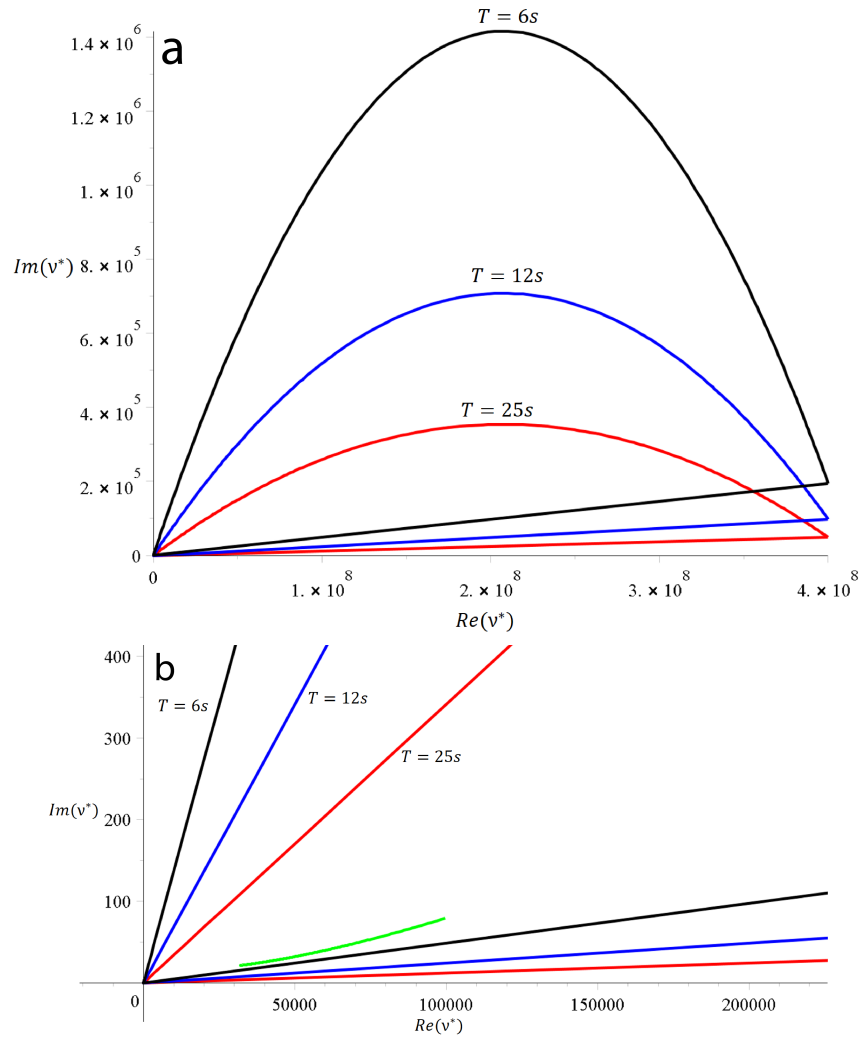 a
T = 6s
1.4 × 10^6
1.2 × 10^6
1. × 10^6
Im(ν*)
8. × 10^5
T = 12s
6. × 10^5
4. × 10^5
T = 25s
2. × 10^5
0
0
1. × 10^8
2. × 10^8
3. × 10^8
4. × 10^8
Re(ν*)
b
400
T = 6s
T = 12s
T = 25s
Im(ν*)
200
100
0
50000
100000
150000
200000
Re(ν*)